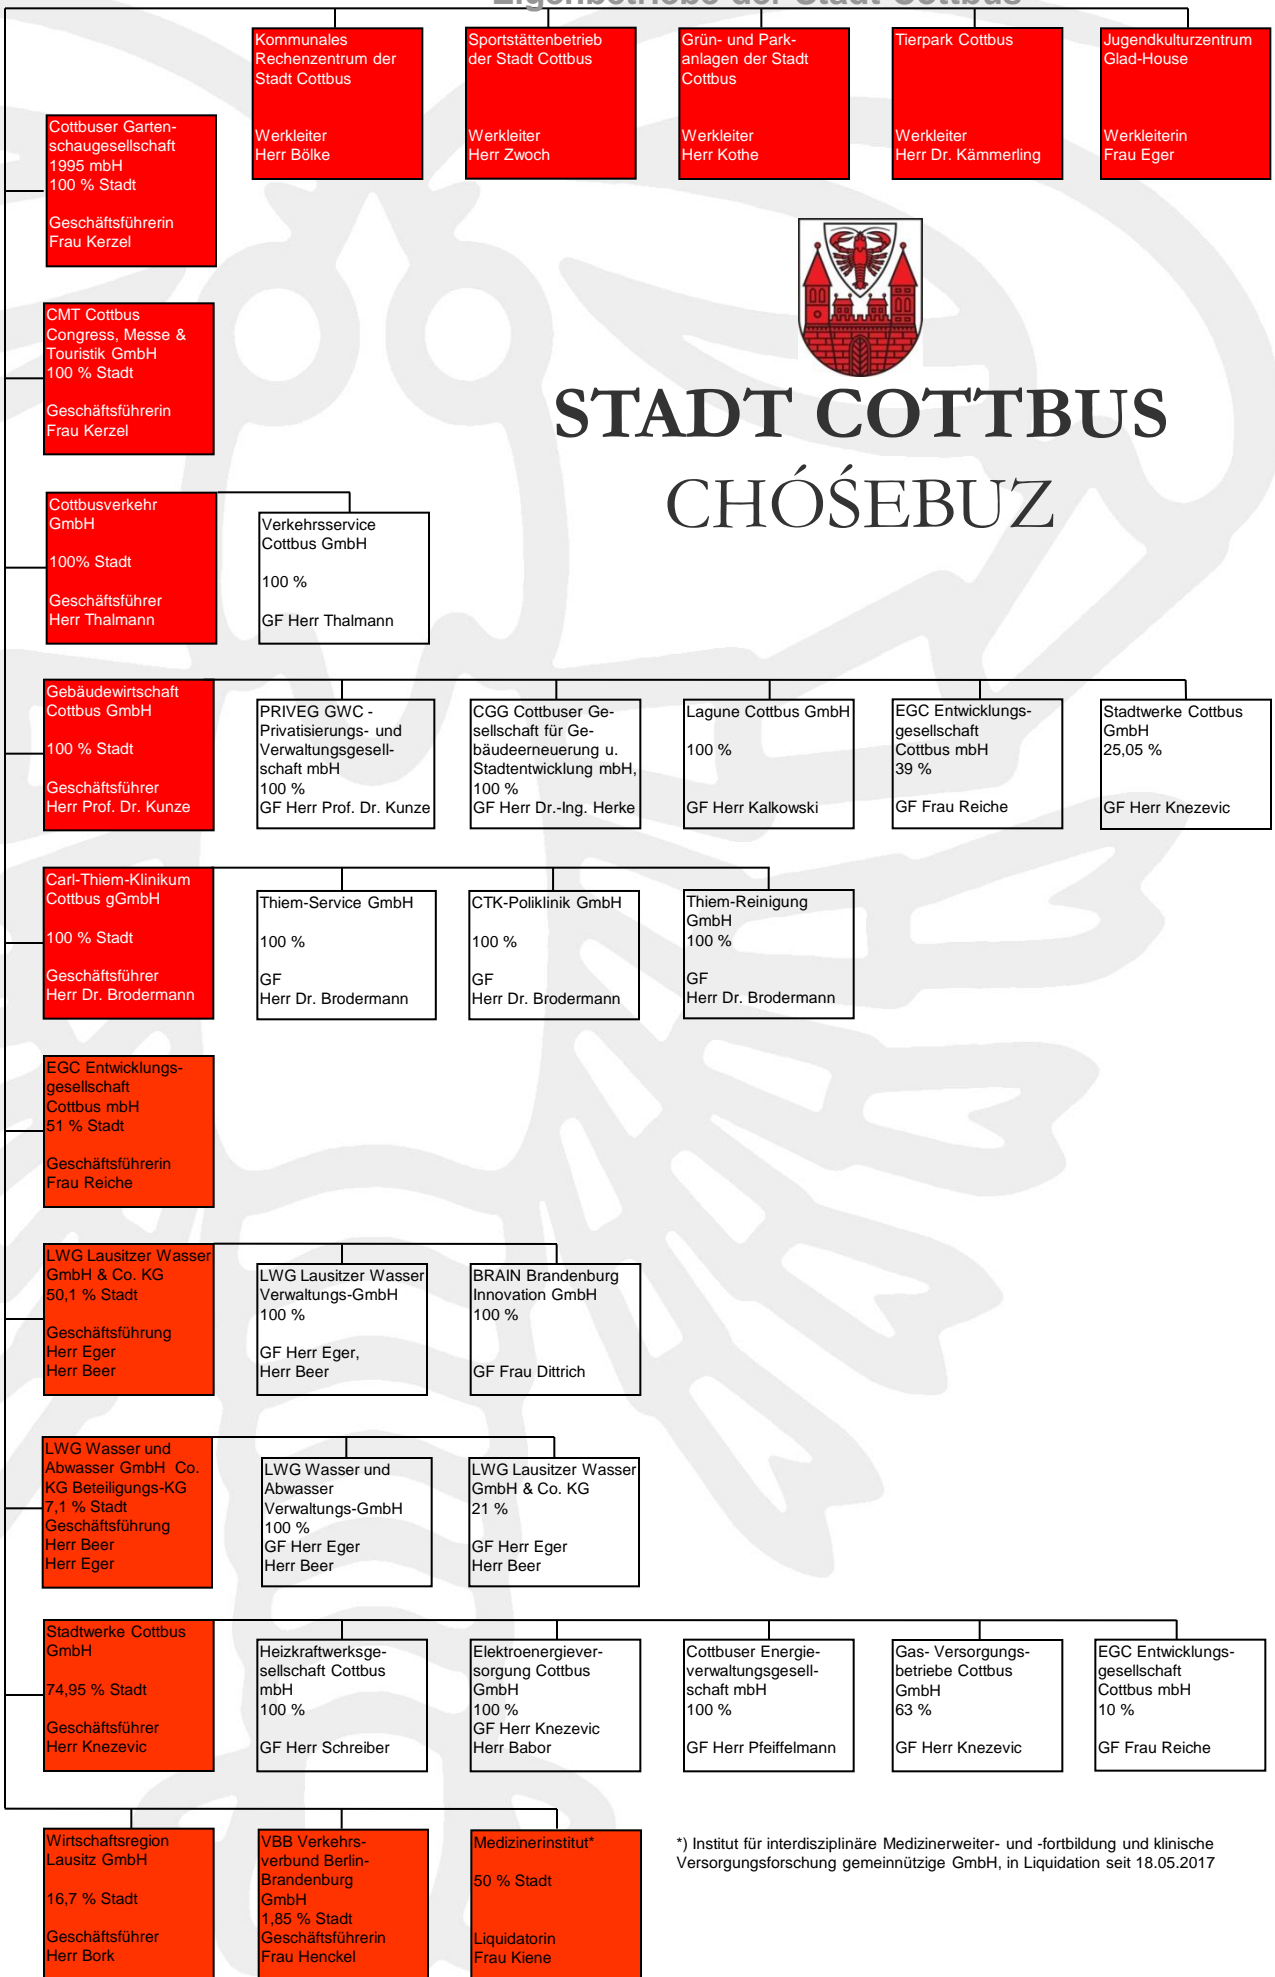 Eigenbetriebe der Stadt Cottbus
Kommunales
Rechenzentrum der
Stadt Cottbus
Werkleiter
Herr Bölke
Sportstättenbetrieb
der Stadt Cottbus
Werkleiter
Herr Zwoch
Grün- und Park-
anlagen der Stadt
Cottbus
Werkleiter
Herr Kothe
Tierpark Cottbus
Werkleiter
Herr Dr. Kämmerling
Jugendkulturzentrum
Glad-House
Werkleiterin
Frau Eger
Cottbuser Garten-
schaugesellschaft
1995 mbH
100 % Stadt
Geschäftsführerin
Frau Kerzel
STADT COTTBUS
CHÓŚEBUZ
CMT Cottbus
Congress, Messe &
Touristik GmbH
100 % Stadt
Geschäftsführerin
Frau Kerzel
Cottbusverkehr
GmbH
100% Stadt
Geschäftsführer
Herr Thalmann
Verkehrsservice
Cottbus GmbH
100 %
GF Herr Thalmann
Gebäudewirtschaft
Cottbus GmbH
100 % Stadt
Geschäftsführer
Herr Prof. Dr. Kunze
PRIVEG GWC -
Privatisierungs- und
Verwaltungsgesell-
schaft mbH
100 %
GF Herr Prof. Dr. Kunze
CGG Cottbuser Ge-
sellschaft für Ge-
bäudeerneuerung u.
Stadtentwicklung mbH,
100 %
GF Herr Dr.-Ing. Herke
Lagune Cottbus GmbH
100 %
GF Herr Kalkowski
EGC Entwicklungs-
gesellschaft
Cottbus mbH
39 %
GF Frau Reiche
Stadtwerke Cottbus
GmbH
25,05 %
GF Herr Knezevic
Carl-Thiem-Klinikum
Cottbus gGmbH
100 % Stadt
Geschäftsführer
Herr Dr. Brodermann
Thiem-Service GmbH
100 %
GF
Herr Dr. Brodermann
CTK-Poliklinik GmbH
100 %
GF
Herr Dr. Brodermann
Thiem-Reinigung
GmbH
100 %
GF
Herr Dr. Brodermann
EGC Entwicklungs-
gesellschaft
Cottbus mbH
51 % Stadt
Geschäftsführerin
Frau Reiche
LWG Lausitzer Wasser
GmbH & Co. KG
50,1 % Stadt
Geschäftsführung
Herr Eger
Herr Beer
LWG Lausitzer Wasser
Verwaltungs-GmbH
100 %
GF Herr Eger,
Herr Beer
BRAIN Brandenburg
Innovation GmbH
100 %
GF Frau Dittrich
LWG Wasser und
Abwasser GmbH  Co.
KG Beteiligungs-KG
7,1 % Stadt
Geschäftsführung
Herr Beer
Herr Eger
LWG Wasser und
Abwasser
Verwaltungs-GmbH
100 %
GF Herr Eger
Herr Beer
LWG Lausitzer Wasser
GmbH & Co. KG
21 %
GF Herr Eger
Herr Beer
Stadtwerke Cottbus
GmbH
74,95 % Stadt
Geschäftsführer
Herr Knezevic
Heizkraftwerksge-
sellschaft Cottbus
mbH
100 %
GF Herr Schreiber
Elektroenergiever-
sorgung Cottbus
GmbH
100 %
GF Herr Knezevic
Herr Babor
Cottbuser Energie-
verwaltungsgesell-
schaft mbH
100 %
GF Herr Pfeiffelmann
Gas- Versorgungs-
betriebe Cottbus
GmbH
63 %
GF Herr Knezevic
EGC Entwicklungs-
gesellschaft
Cottbus mbH
10 %
GF Frau Reiche
Wirtschaftsregion
Lausitz GmbH
16,7 % Stadt
Geschäftsführer
Herr Bork
VBB Verkehrs-
verbund Berlin-
Brandenburg
GmbH
1,85 % Stadt
Geschäftsführerin
Frau Henckel
Medizinerinstitut*
50 % Stadt
Liquidatorin
Frau Kiene
*) Institut für interdisziplinäre Medizinerweiter- und -fortbildung und klinische
Versorgungsforschung gemeinnützige GmbH, in Liquidation seit 18.05.2017